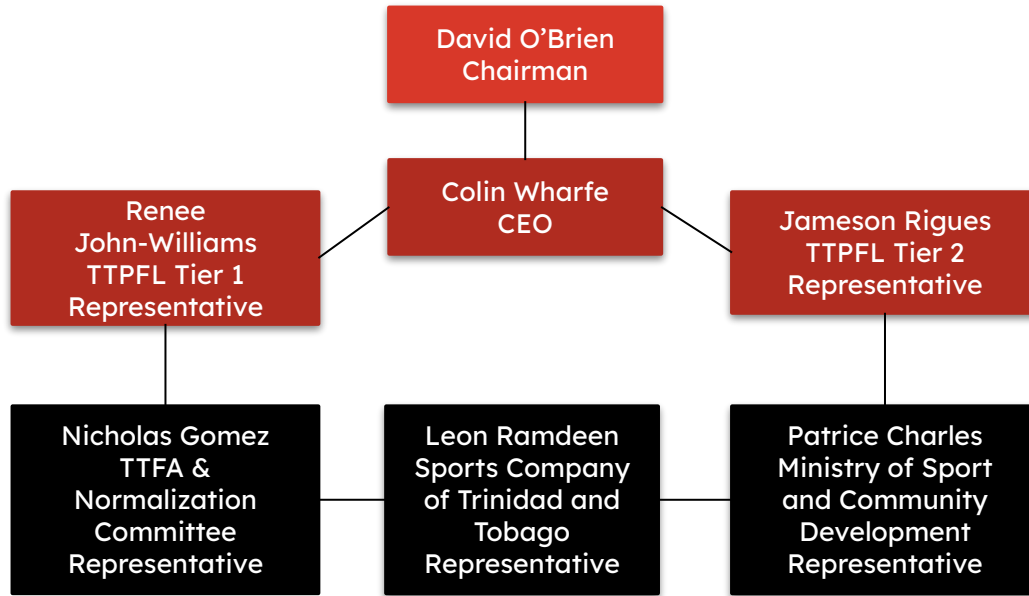 David O’Brien
Chairman
Colin Wharfe
CEO
Renee
John-Williams
TTPFL Tier 1
Representative
Jameson Rigues
TTPFL Tier 2
Representative
Nicholas Gomez
TTFA &
Normalization
Committee
Representative
Leon Ramdeen
Sports Company
of Trinidad and
Tobago
Representative
Patrice Charles
Ministry of Sport
and Community
Development
Representative